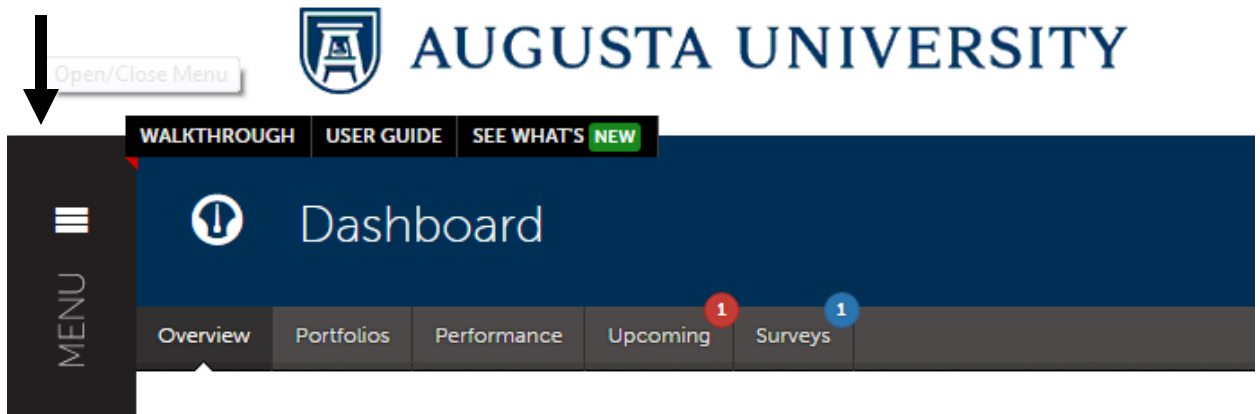 AUGUSTA UNIVERSITY
Open/Close Menu
WALKTHROUGH USER GUIDE SEE WHAT'S NEW
Dashboard
MENU
1 1
Overview Portfolios Performance Upcoming Surveys